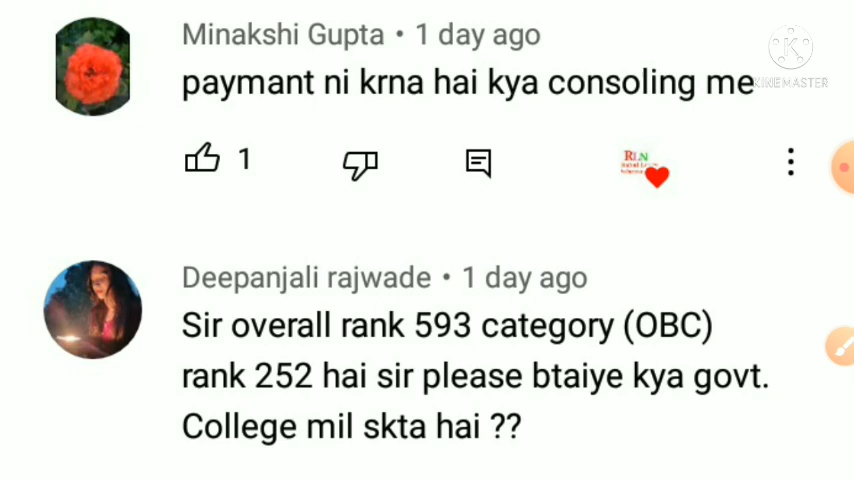 Minakshi Gupta • 1 day ago
paymant ni krna hai kya consoling me
KINEMASTER
1
RLN
Deepanjali rajwade • 1 day ago
Sir overall rank 593 category (OBC)
rank 252 hai sir please btaiye kya govt.
College mil skta hai ??